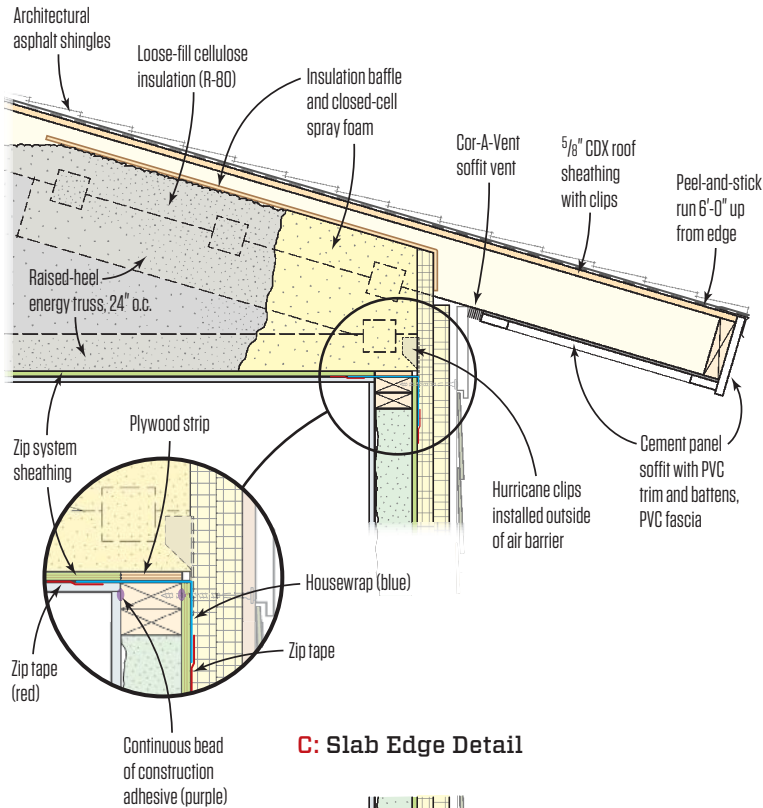 Architectural
asphalt shingles
Loose-fill cellulose
insulation (R-80)
Insulation baffle
and closed-cell
spray foam
Cor-A-Vent
soffit vent
5/8" CDX roof
sheathing
with clips
Peel-and-stick
run 6'-0" up
from edge
Raised-heel
energy truss, 24" o.c.
Zip system
sheathing
Plywood strip
Hurricane clips
installed outside
of air barrier
Cement panel
soffit with PVC
trim and battens,
PVC fascia
Housewrap (blue)
Zip tape
Zip tape
(red)
Continuous bead
of construction
adhesive (purple)
C: Slab Edge Detail